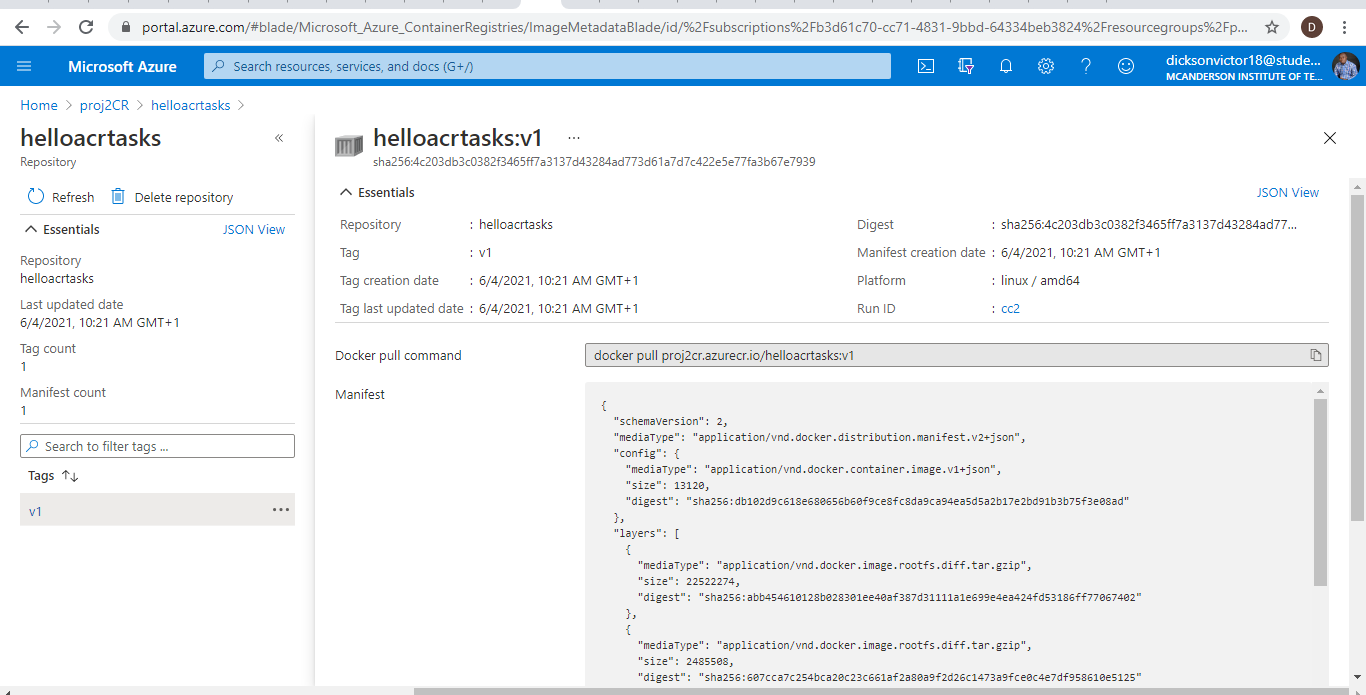 portal.azure.com/#blade/Microsoft_Azure_ContainerRegistries/ImageMetadataBlade/id/%2Fsubscriptions%2Fb3d61c70-cc71-4831-9bbd-64334beb3824%2Fresourcegroups%2Fp...
D
Microsoft Azure
Search resources, services, and docs (G+/)
dicksonvictor18@stude...
MCANDERSON INSTITUTE OF TE...
Home > proj2CR > helloacrtasks >
helloacrtasks
Repository
Refresh Delete repository
Essentials JSON View
Repository
helloacrtasks
Last updated date
6/4/2021, 10:21 AM GMT+1
Tag count
1
Manifest count
1
Search to filter tags ...
Tags
v1
helloacrtasks:v1 ...
sha256:4c203db3c0382f3465ff7a3137d43284ad773d61a7d7c422e5e77fa3b67e7939
Essentials JSON View
Repository : helloacrtasks Digest : sha256:4c203db3c0382f3465ff7a3137d43284ad77...
Tag : v1 Manifest creation date : 6/4/2021, 10:21 AM GMT+1
Tag creation date : 6/4/2021, 10:21 AM GMT+1 Platform : linux / amd64
Tag last updated date : 6/4/2021, 10:21 AM GMT+1 Run ID : cc2
Docker pull command docker pull proj2cr.azurecr.io/helloacrtasks:v1
Manifest
{
"schemaVersion": 2,
"mediaType": "application/vnd.docker.distribution.manifest.v2+json",
"config": {
"mediaType": "application/vnd.docker.container.image.v1+json",
"size": 13120,
"digest": "sha256:db102d9c618e680656b60f9ce8fc8da9ca94ea5d5a2b17e2bd91b3b75f3e08ad"
},
"layers": [
{
"mediaType": "application/vnd.docker.image.rootfs.diff.tar.gzip",
"size": 22522274,
"digest": "sha256:abb454610128b028301ee40af387d31111a1e699e4ea424fd53186ff77067402"
},
{
"mediaType": "application/vnd.docker.image.rootfs.diff.tar.gzip",
"size": 2485508,
"digest": "sha256:607cca7c254bca20c23c661af2a80a9f2d26c1473a9fce0c4e7df958610e5125"